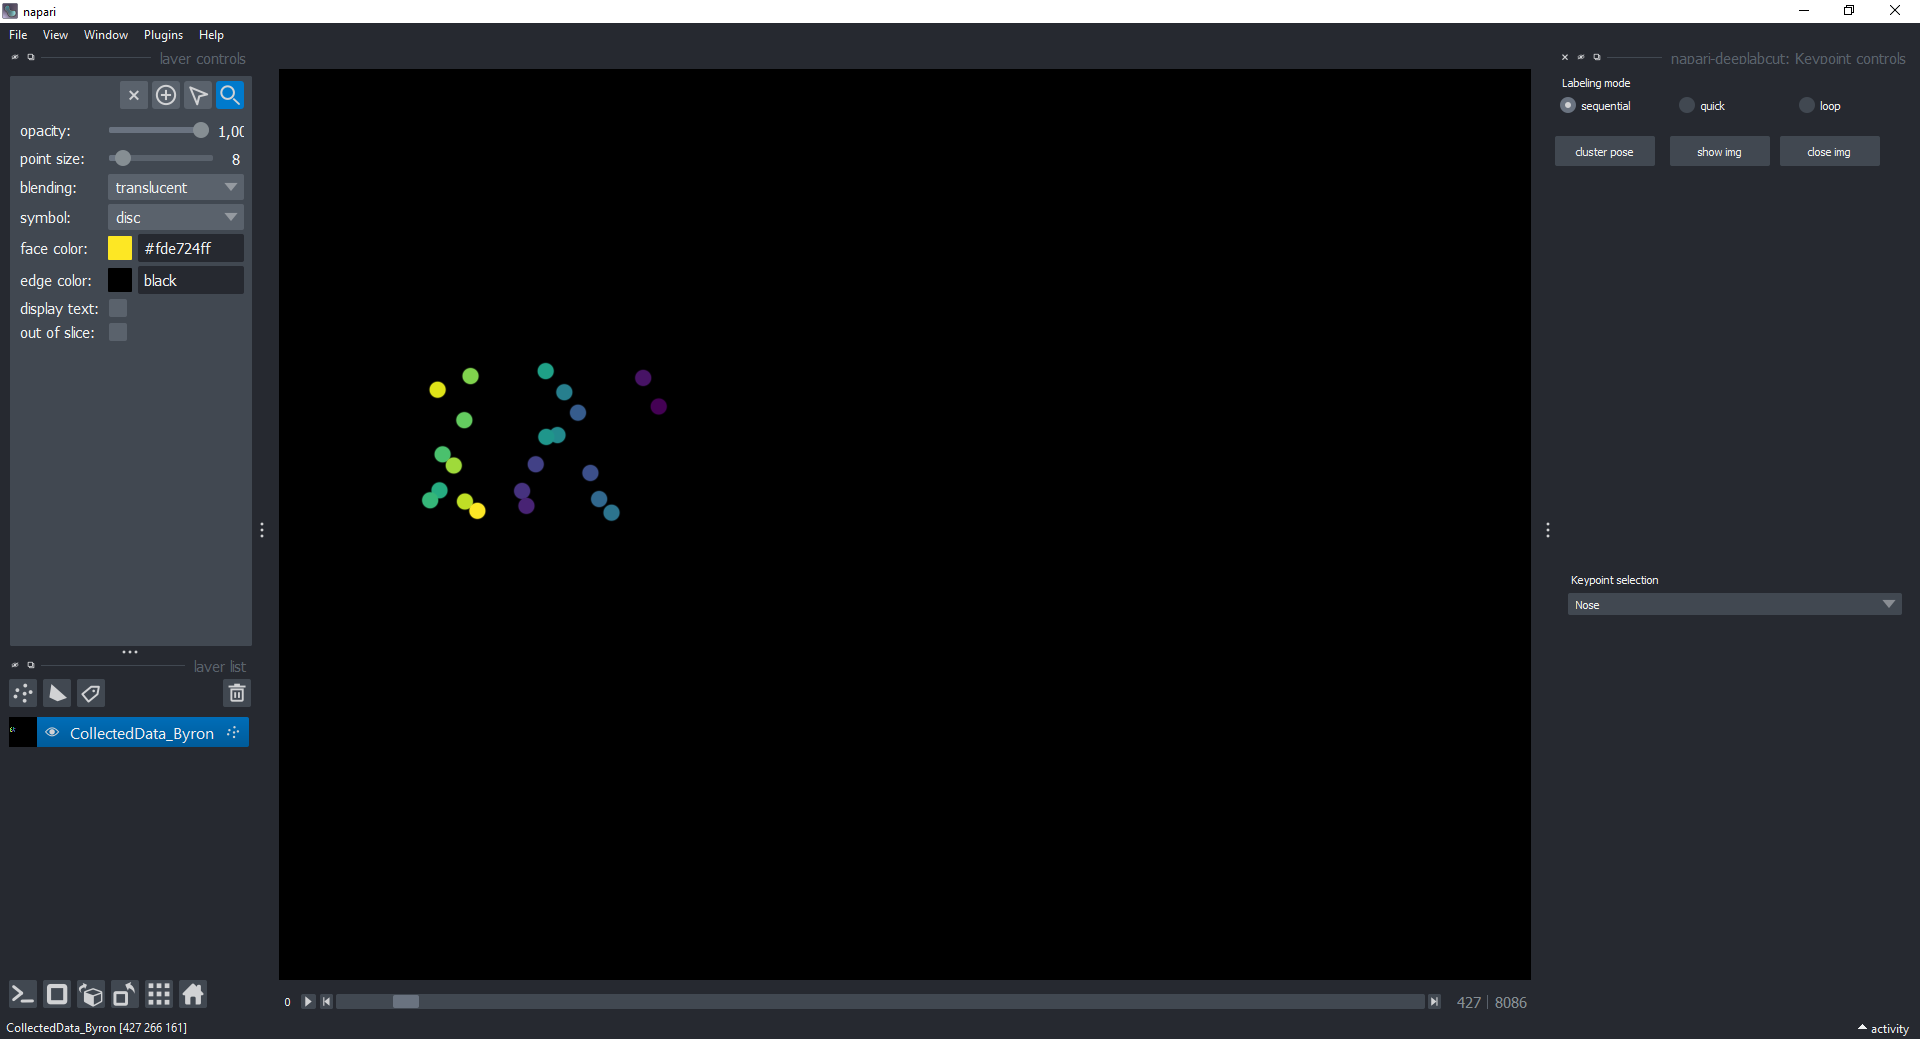 napari
File View Window Plugins Help
layer controls
opacity: 1,00
point size: 8
blending: translucent
symbol: disc
face color: #fde724ff
edge color: black
display text:
out of slice:
layer list
CollectedData_Byron
0 427 | 8086
napari-deeplabcut: Keypoint controls
Labeling mode
sequential quick loop
cluster pose show img close img
Keypoint selection
Nose
CollectedData_Byron [427 266 161]
activity